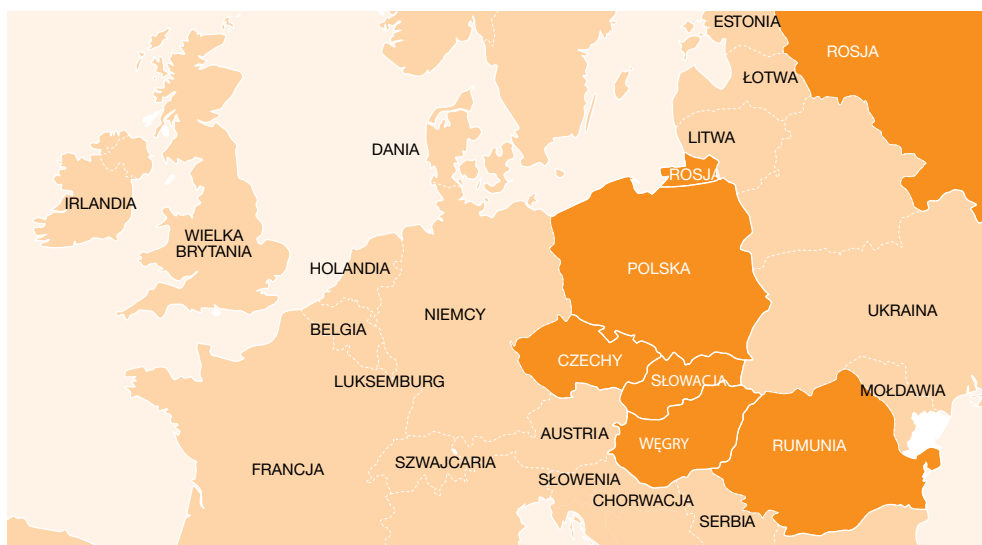 ESTONIA
ROSJA
ŁOTWA
LITWA
DANIA
ROSJA
IRLANDIA
WIELKA
BRYTANIA
HOLANDIA
POLSKA
BELGIA
NIEMCY
UKRAINA
CZECHY
LUKSEMBURG
SŁOWACJA
MOŁDAWIA
AUSTRIA
WĘGRY
RUMUNIA
FRANCJA
SZWAJCARIA
SŁOWENIA
CHORWACJA
SERBIA